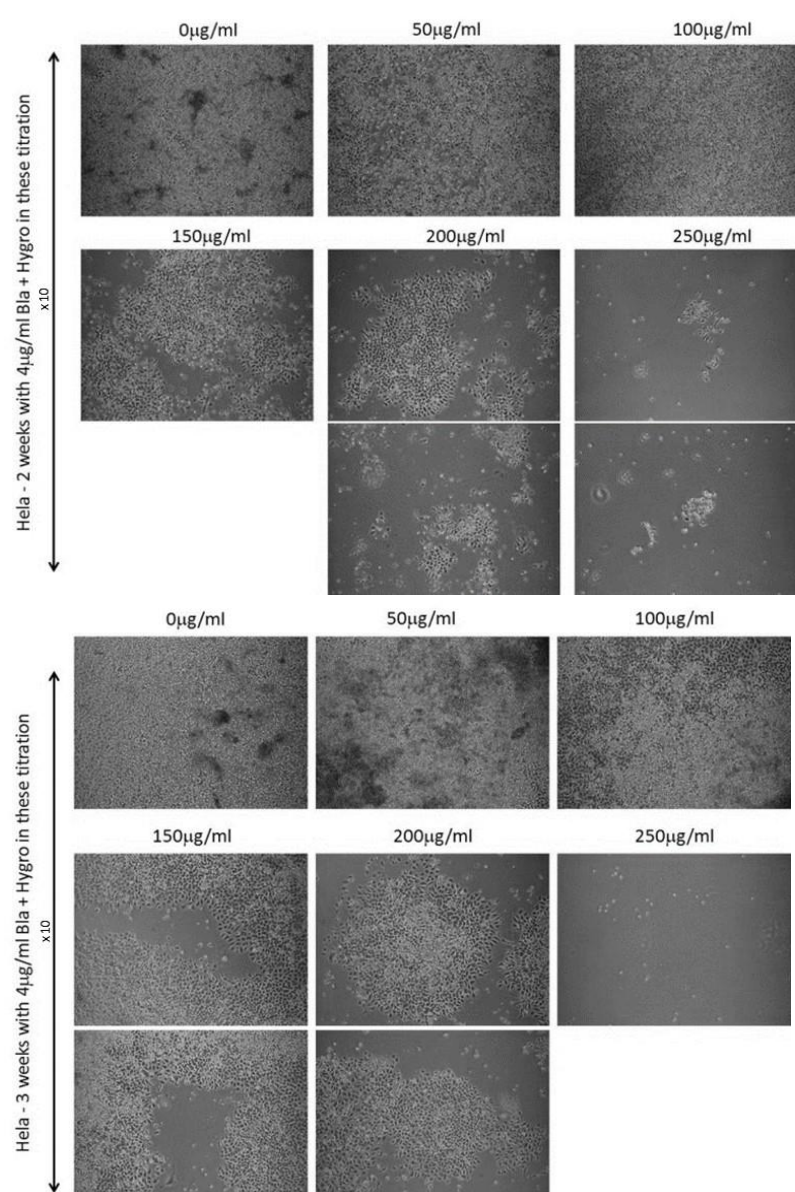 0μg/ml
50μg/ml
100μg/ml
Hela - 2 weeks with 4μg/ml Bla + Hygro in these titration
x10
150μg/ml
200μg/ml
250μg/ml
0μg/ml
50μg/ml
100μg/ml
Hela - 3 weeks with 4μg/ml Bla + Hygro in these titration
x10
150μg/ml
200μg/ml
250μg/ml